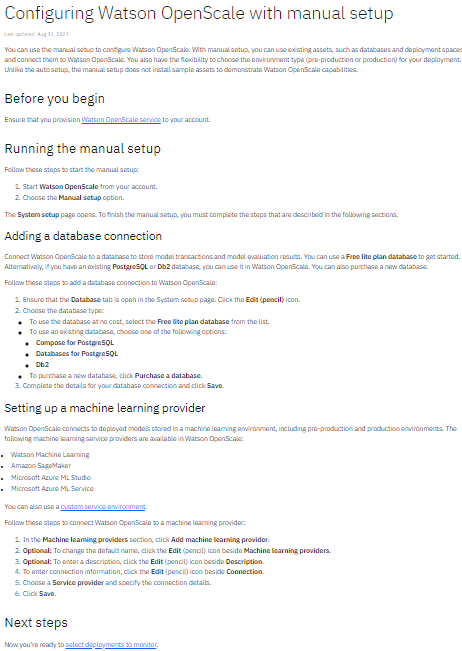 Configuring Watson OpenScale with manual setup
Last updated: Aug 31, 2022
You can use the manual setup to configure Watson OpenScale. With manual setup, you can use existing assets, such as databases and deployment spaces
and connect them to Watson OpenScale. You also have the flexibility to choose the environment type (pre-production or production) for your deployment.
Unlike the auto setup, the manual setup does not install sample assets to demonstrate Watson OpenScale capabilities.
Before you begin
Ensure that you provision Watson OpenScale service to your account.
Running the manual setup
Follow these steps to start the manual setup:
1. Start Watson OpenScale from your account.
2. Choose the Manual setup option.
The System setup page opens. To finish the manual setup, you must complete the steps that are described in the following sections.
Adding a database connection
Connect Watson OpenScale to a database to store model transactions and model evaluation results. You can use a Free lite plan database to get started.
Alternatively, if you have an existing PostgreSQL or Db2 database, you can use it in Watson OpenScale. You can also purchase a new database.
Follow these steps to add a database connection to Watson OpenScale:
1. Ensure that the Database tab is open in the System setup page. Click the Edit (pencil) icon.
2. Choose the database type:
• To use the database at no cost, select the Free lite plan database from the list.
• To use an existing database, choose one of the following options:
• Compose for PostgreSQL
• Databases for PostgreSQL
• Db2
• To purchase a new database, click Purchase a database.
3. Complete the details for your database connection and click Save.
Setting up a machine learning provider
Watson OpenScale connects to deployed models stored in a machine learning environment, including pre-production and production environments. The
following machine learning service providers are available in Watson OpenScale:
• Watson Machine Learning
• Amazon SageMaker
• Microsoft Azure ML Studio
• Microsoft Azure ML Service
You can also use a custom service environment.
Follow these steps to connect Watson OpenScale to a machine learning provider:
1. In the Machine learning providers section, click Add machine learning provider.
2. Optional: To change the default name, click the Edit (pencil) icon beside Machine learning providers.
3. Optional: To enter a description, click the Edit (pencil) icon beside Description.
4. To enter connection information, click the Edit (pencil) icon beside Connection.
5. Choose a Service provider and specify the connection details.
6. Click Save.
Next steps
Now you're ready to select deployments to monitor.